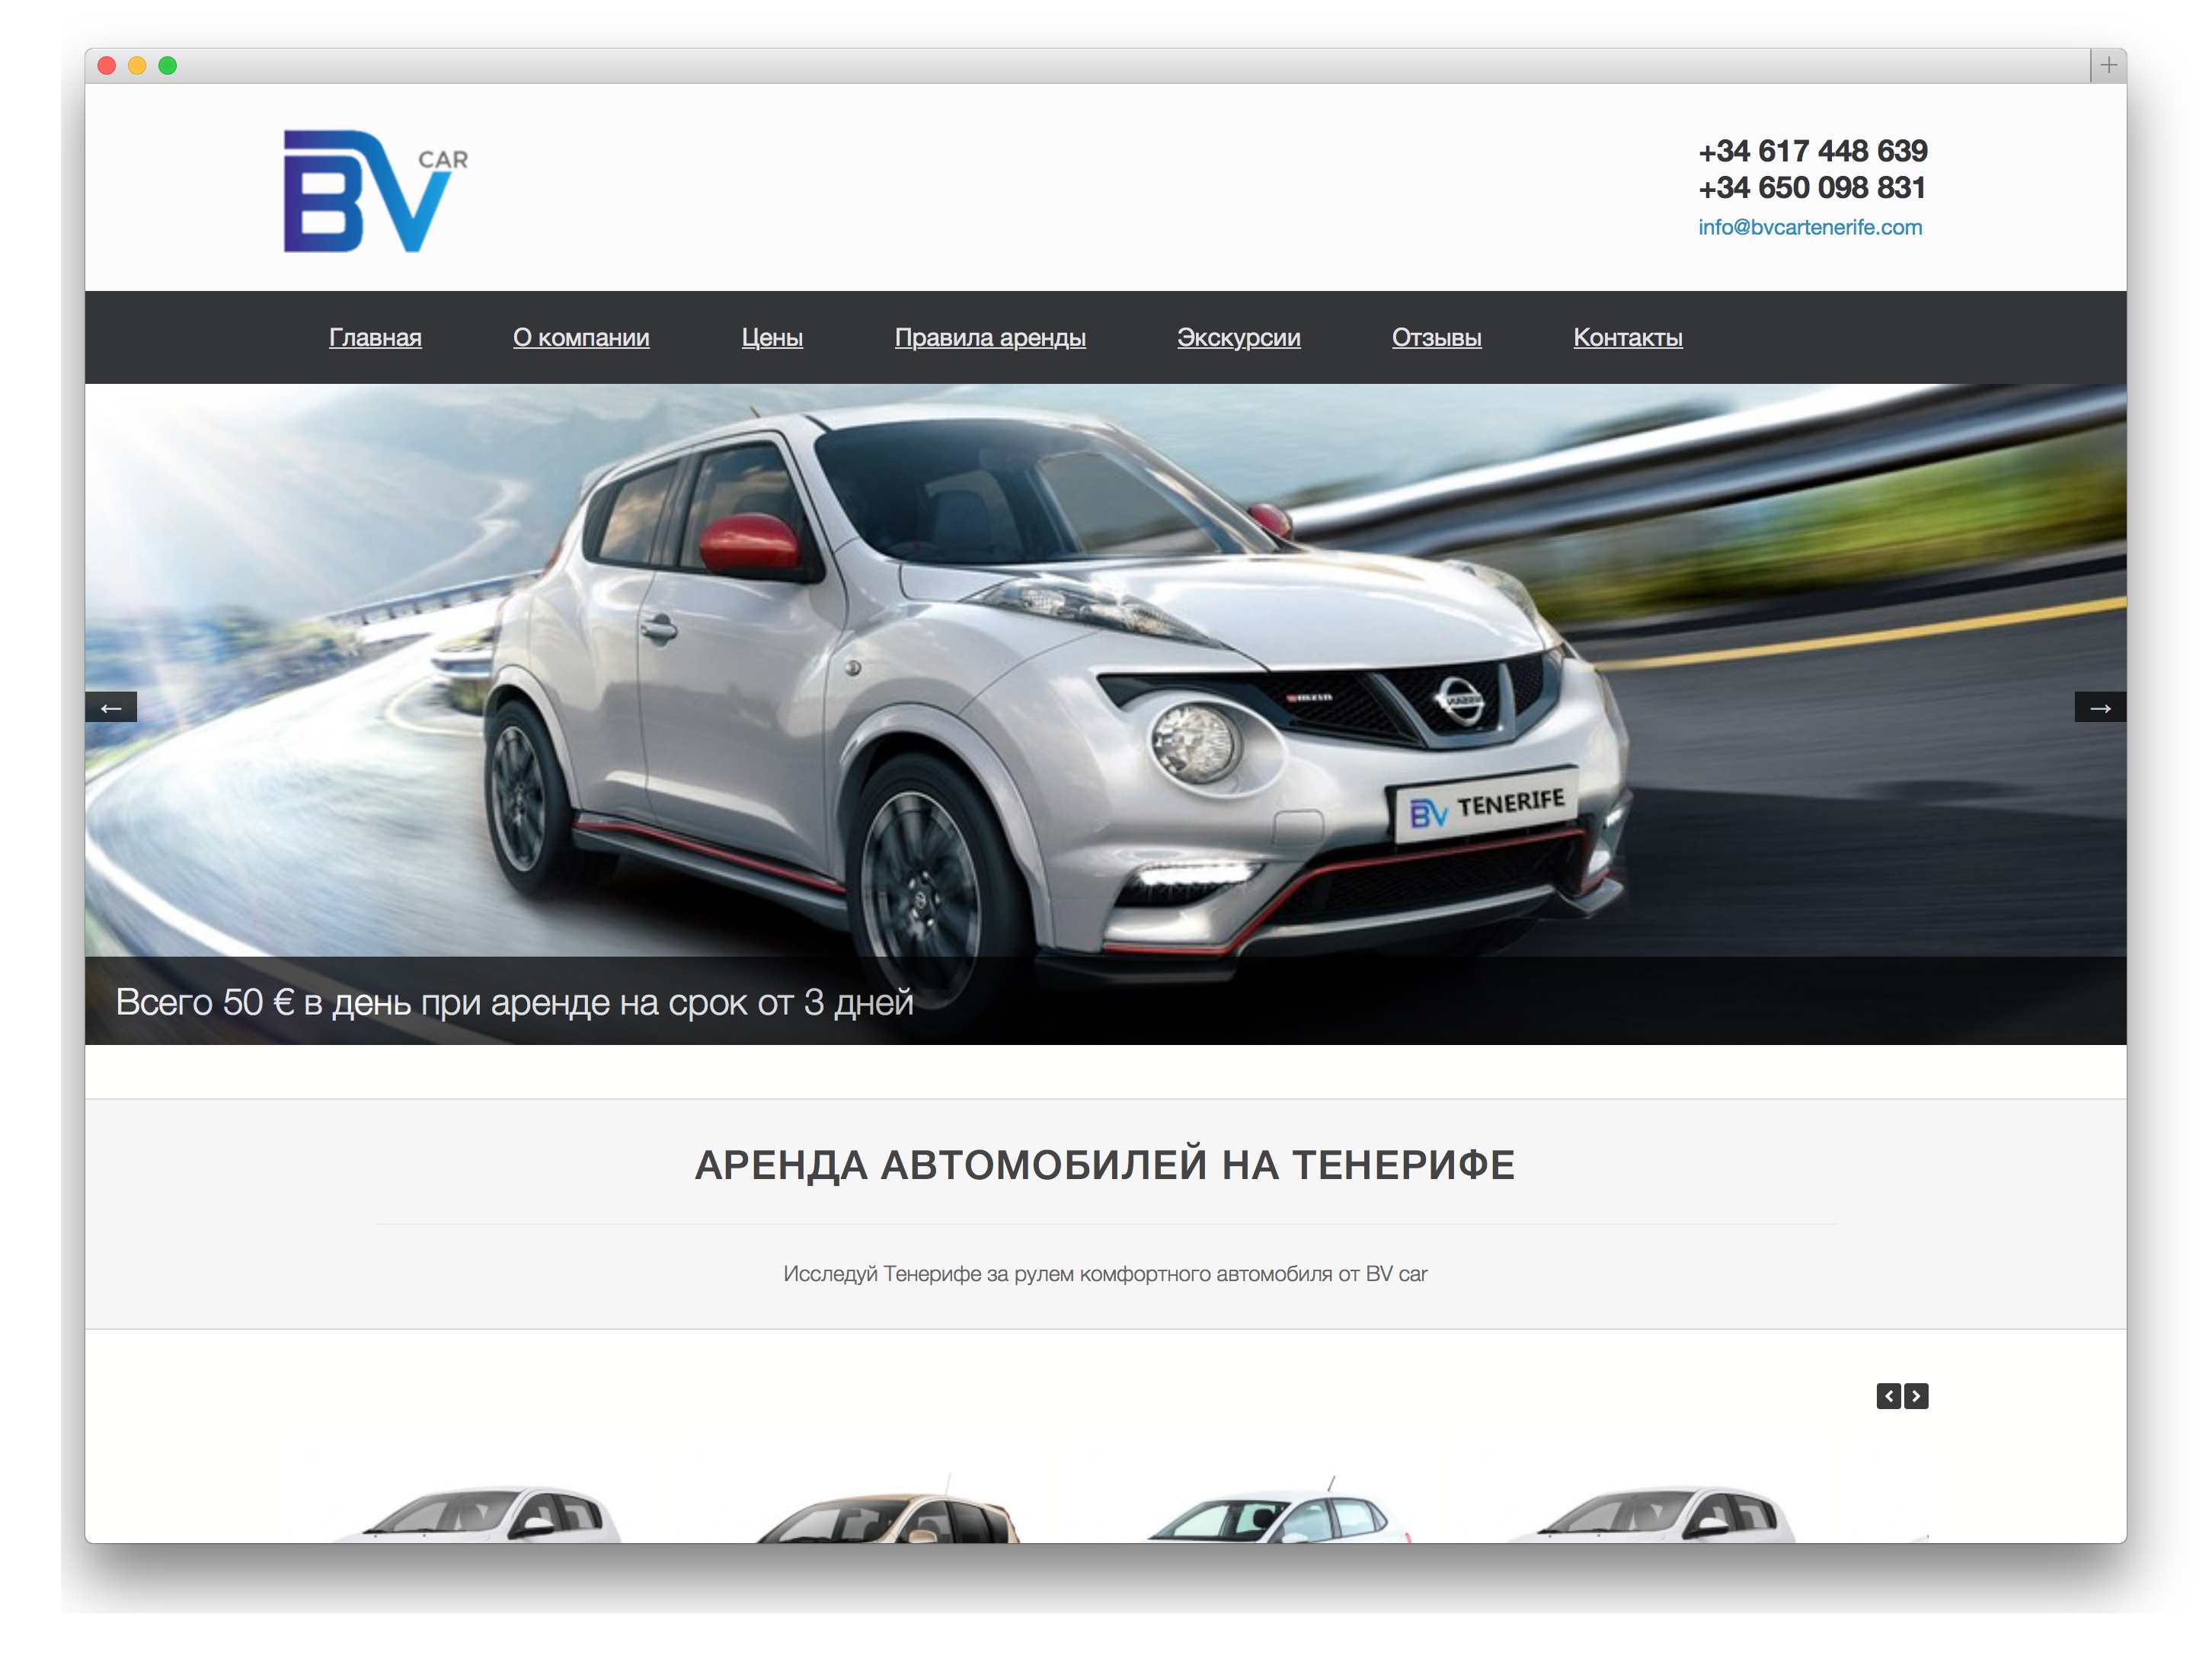 BV CAR
+34 617 448 639
+34 650 098 831
info@bvcartenerife.com
Главная О компании Цены Правила аренды Экскурсии Отзывы Контакты
←
→
NISSAN
BV TENERIFE
Всего 50 € в день при аренде на срок от 3 дней
АРЕНДА АВТОМОБИЛЕЙ НА ТЕНЕРИФЕ
Исследуй Тенерифе за рулем комфортного автомобиля от BV car